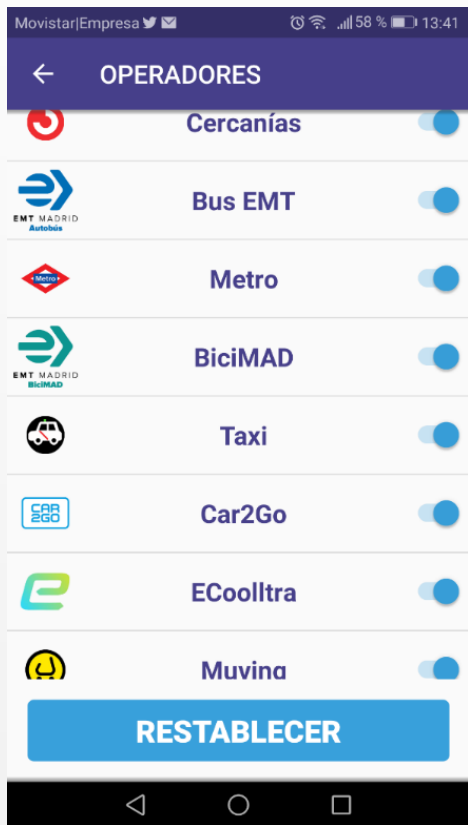 Movistar|Empresa 58 % 13:41
OPERADORES
Cercanías
EMT MADRID
Autobús
Bus EMT
Metro
Metro
EMT MADRID
BiciMAD
BiciMAD
Taxi
CAR
2GO
Car2Go
ECoolltra
Muving
RESTABLECER